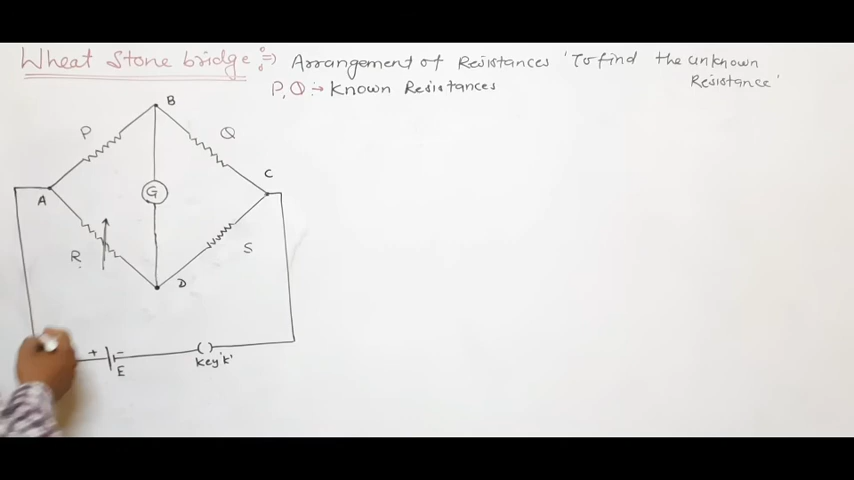 Wheat Stone bridge ⇒ Arrangement of Resistances 'To find the unknown
Resistance'
P, Q :→ Known Resistances
B
P
Q
C
G
A
R
S
D
+ -
E
Key 'K'